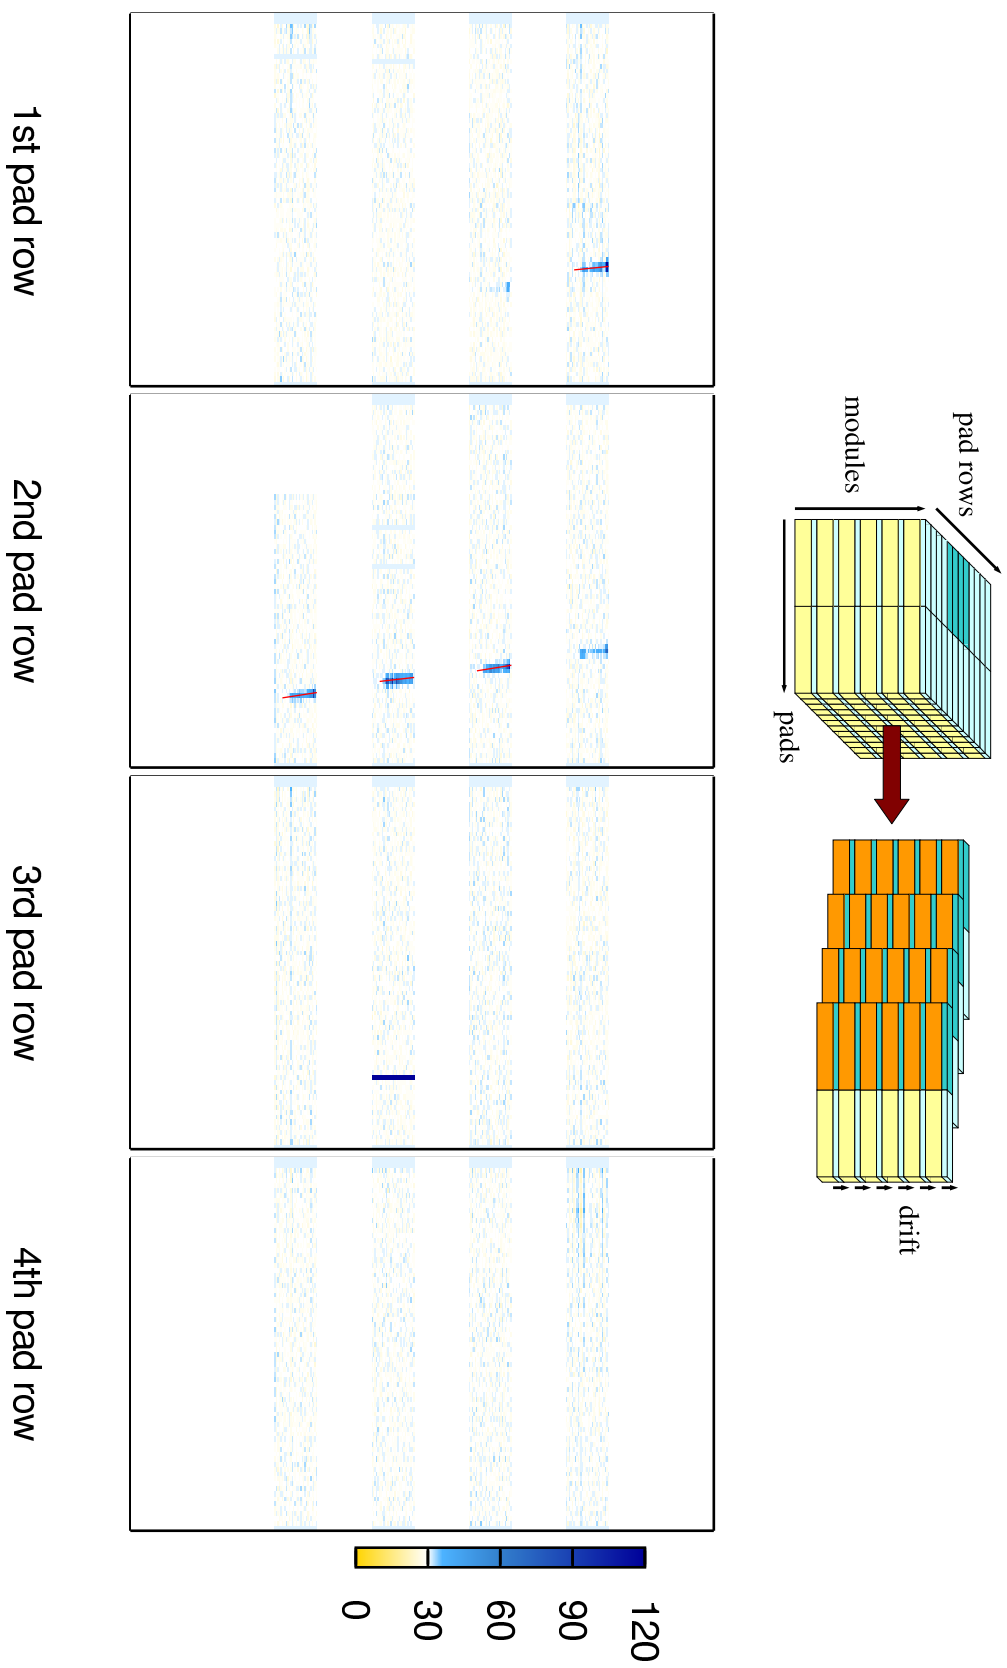 pad rows
modules
pads
drift
1st pad row
2nd pad row
3rd pad row
4th pad row
0
30
60
90
120